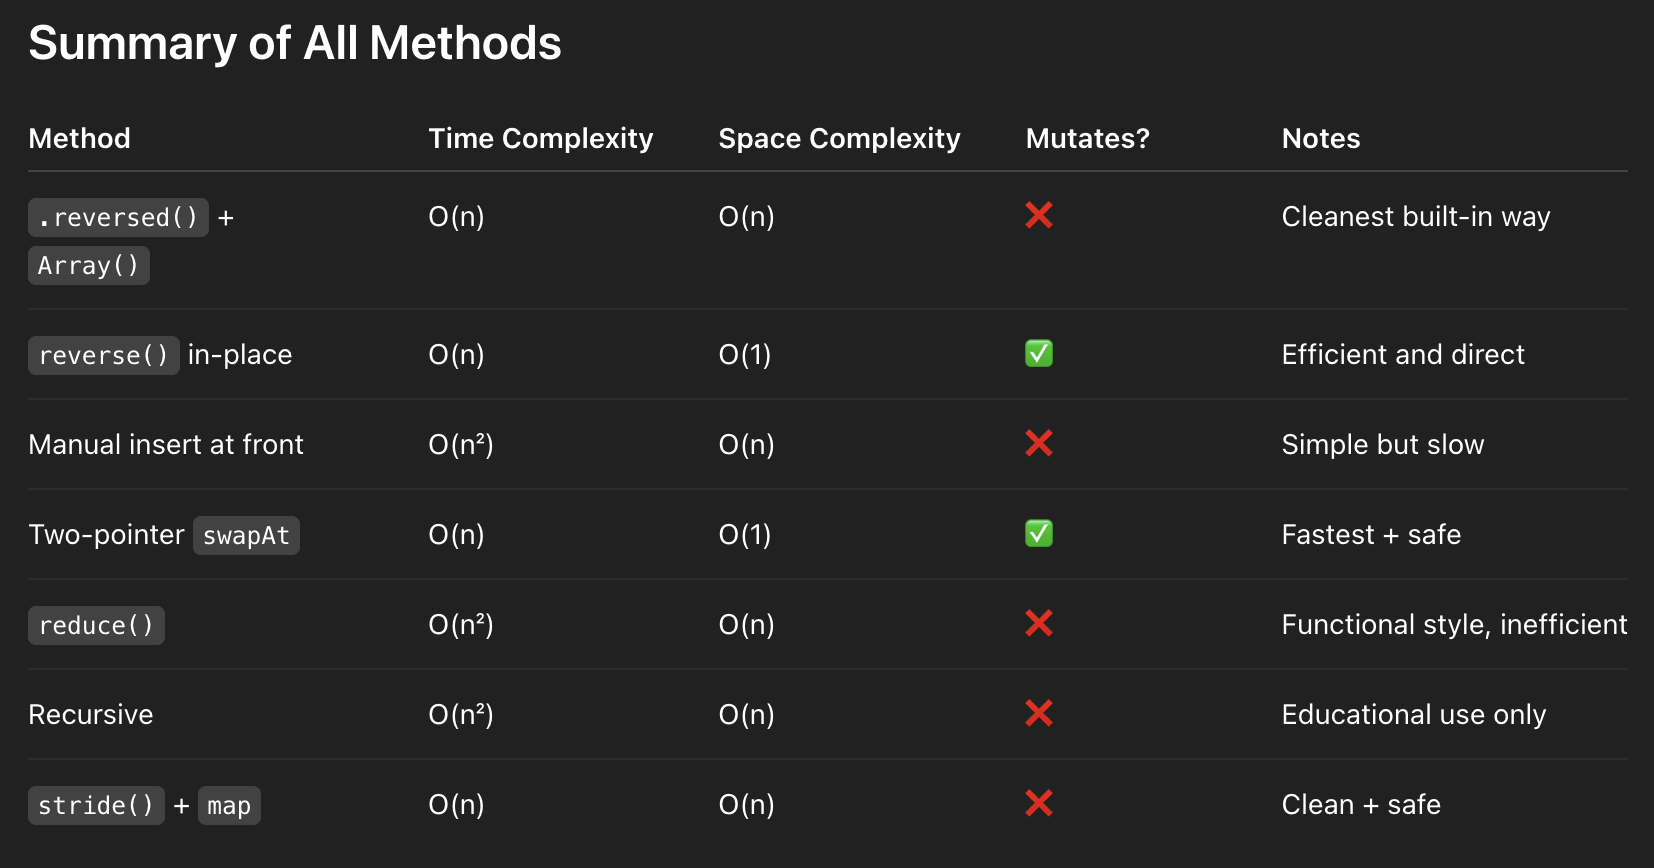 Summary of All Methods
Method Time Complexity Space Complexity Mutates? Notes
.reversed() + O(n) O(n) ❌ Cleanest built-in way
Array()
reverse() in-place O(n) O(1) ✅ Efficient and direct
Manual insert at front O(n²) O(n) ❌ Simple but slow
Two-pointer swapAt O(n) O(1) ✅ Fastest + safe
reduce() O(n²) O(n) ❌ Functional style, inefficient
Recursive O(n²) O(n) ❌ Educational use only
stride() + map O(n) O(n) ❌ Clean + safe